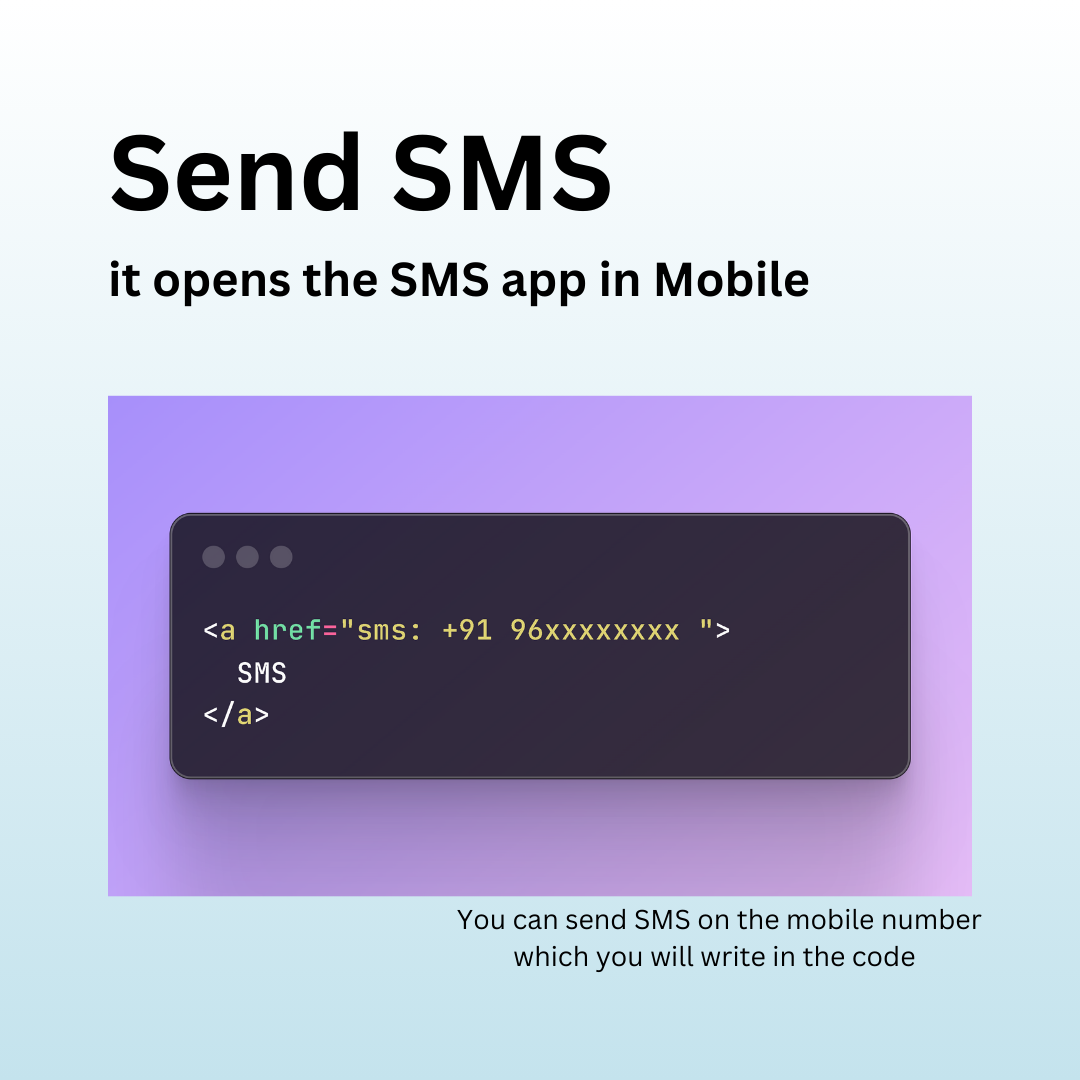 Send SMS
it opens the SMS app in Mobile
<a href="sms: +91 96xxxxxxxx ">
  SMS
</a>
You can send SMS on the mobile number
which you will write in the code